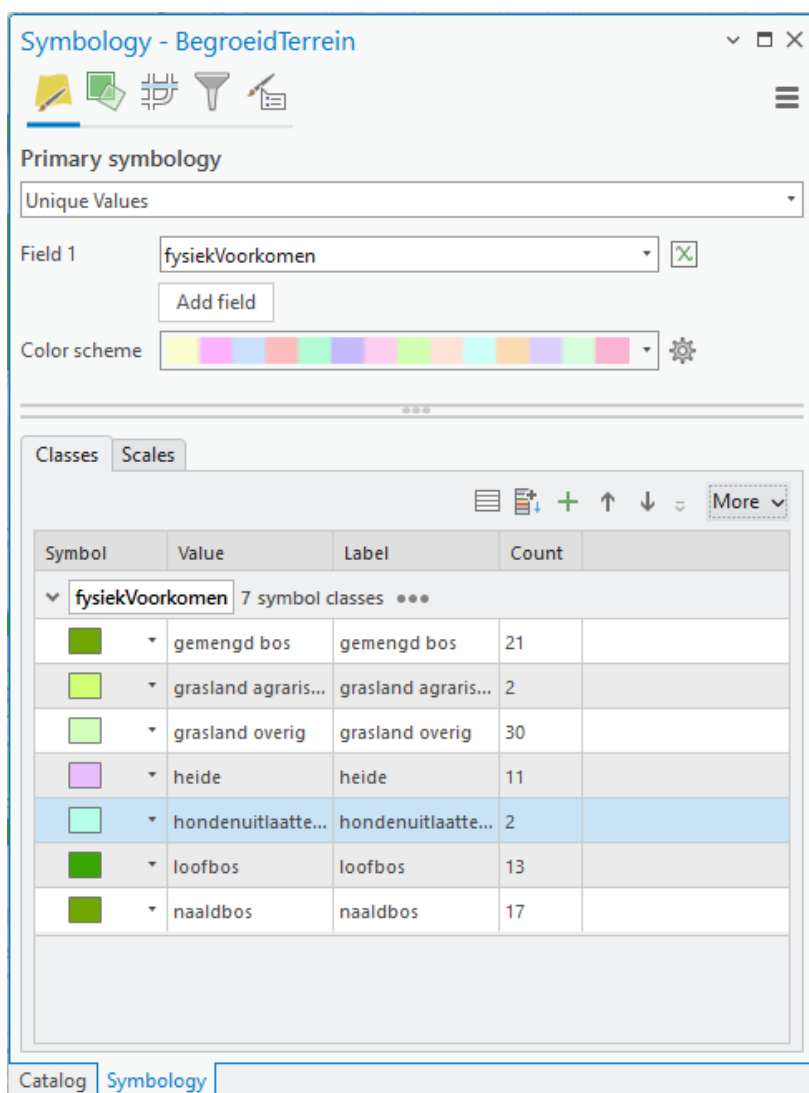 Symbology - BegroeidTerrein
Primary symbology
Unique Values
Field 1 fysiekVoorkomen
Add field
Color scheme
Classes Scales
More
Symbol Value Label Count
fysiekVoorkomen 7 symbol classes
gemengd bos gemengd bos 21
grasland agraris... grasland agraris... 2
grasland overig grasland overig 30
heide heide 11
hondenuitlaatte... hondenuitlaatte... 2
loofbos loofbos 13
naaldbos naaldbos 17
Catalog Symbology